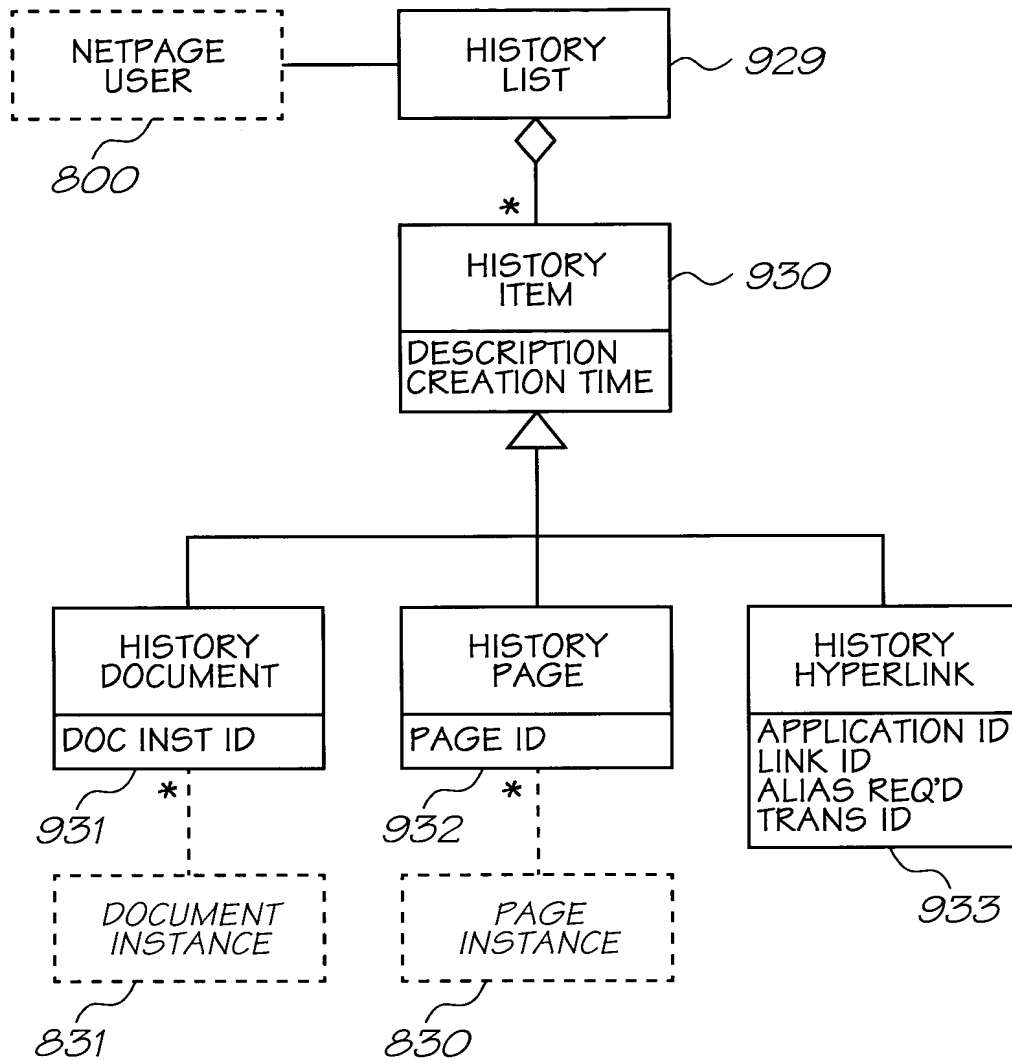 NETPAGE
USER
800
HISTORY
LIST
929
*
HISTORY
ITEM
930
DESCRIPTION
CREATION TIME
HISTORY
DOCUMENT
DOC INST ID
931
*
HISTORY
PAGE
PAGE ID
932
*
HISTORY
HYPERLINK
APPLICATION ID
LINK ID
ALIAS REQ'D
TRANS ID
933
DOCUMENT
INSTANCE
831
PAGE
INSTANCE
830